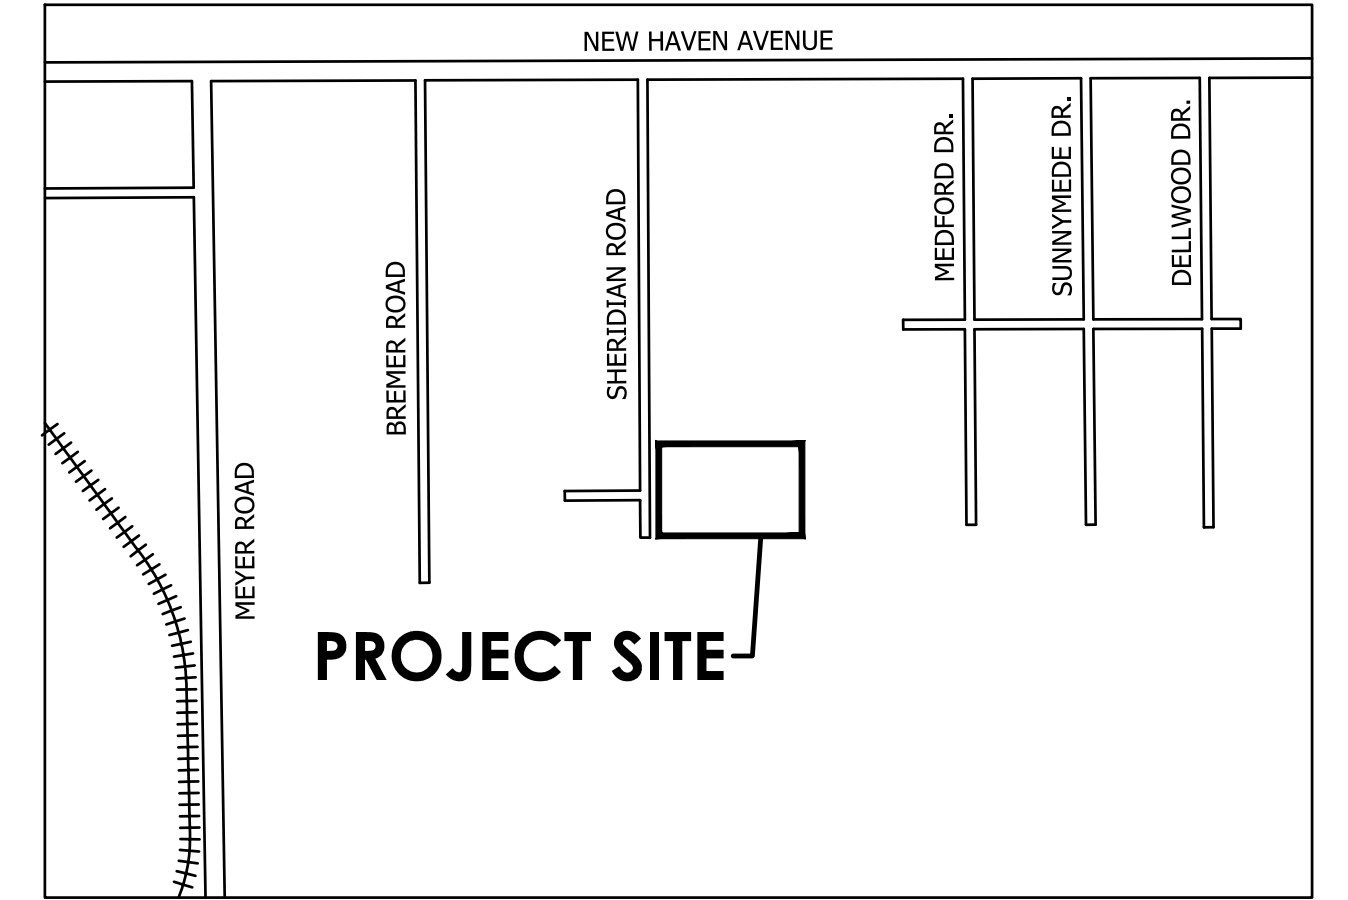 NEW HAVEN AVENUE
MEYER ROAD
BREMER ROAD
SHERIDIAN ROAD
MEDFORD DR.
SUNNYMEDE DR.
DELLWOOD DR.
PROJECT SITE